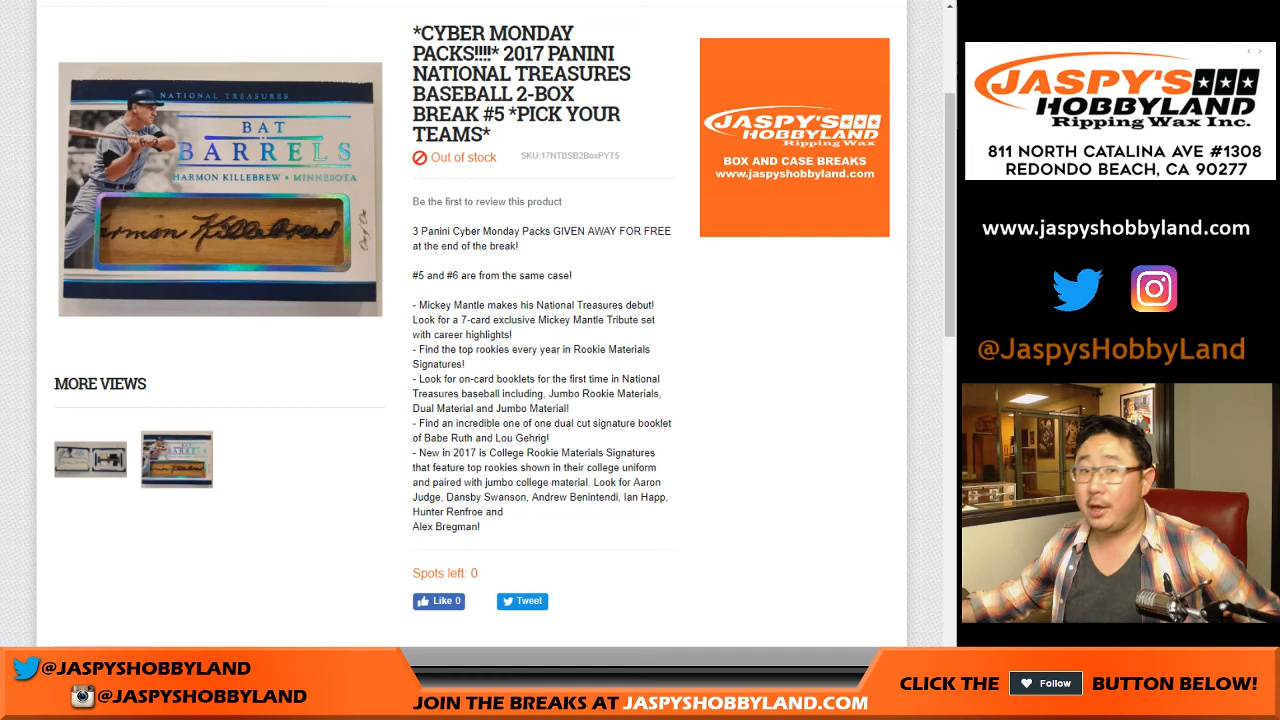 *CYBER MONDAY
PACKS!!!!* 2017 PANINI
NATIONAL TREASURES
BASEBALL 2-BOX
BREAK #5 *PICK YOUR
TEAMS*
Out of stock
SKU:17NTBSB2BoxPYT5
Be the first to review this product
3 Panini Cyber Monday Packs GIVEN AWAY FOR FREE
at the end of the break!
#5 and #6 are from the same case!
- Mickey Mantle makes his National Treasures debut!
Look for a 7-card exclusive Mickey Mantle Tribute set
with career highlights!
- Find the top rookies every year in Rookie Materials
Signatures!
- Look for on-card booklets for the first time in National
Treasures baseball including, Jumbo Rookie Materials,
Dual Material and Jumbo Material!
- Find an incredible one of one dual cut signature booklet
of Babe Ruth and Lou Gehrig!
- New in 2017 is College Rookie Materials Signatures
that feature top rookies shown in their college uniform
and paired with jumbo college material. Look for Aaron
Judge, Dansby Swanson, Andrew Benintendi, Ian Happ,
Hunter Renfroe and
Alex Bregman!
Spots left: 0
Like 0
Tweet
NATIONAL TREASURES
BAT
BARRELS
HARMON KILLEBREW • MINNESOTA
armon Killebrew
One/One
MORE VIEWS
JASPY'S
HOBBYLAND
Ripping Wax
BOX AND CASE BREAKS
www.jaspyshobbyland.com
JASPY'S
HOBBYLAND
Ripping Wax Inc.
811 NORTH CATALINA AVE #1308
REDONDO BEACH, CA 90277
www.jaspyshobbyland.com
@JaspysHobbyLand
@JASPYSHOBBYLAND
@JASPYSHOBBYLAND
JOIN THE BREAKS AT JASPYSHOBBYLAND.COM
CLICK THE Follow BUTTON BELOW!